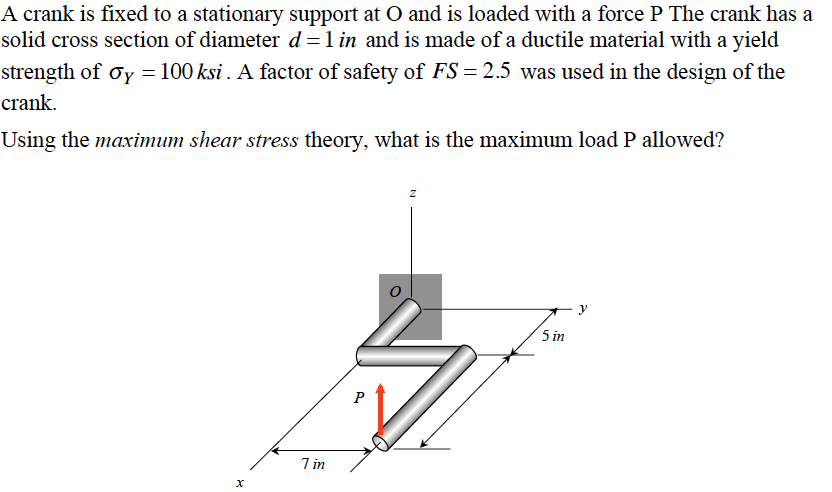 A crank is fixed to a stationary support at O and is loaded with a force P The crank has a
solid cross section of diameter d = 1 in and is made of a ductile material with a yield
strength of σY = 100 ksi . A factor of safety of FS = 2.5 was used in the design of the
crank.
Using the maximum shear stress theory, what is the maximum load P allowed?
z
O
y
5 in
P
7 in
x